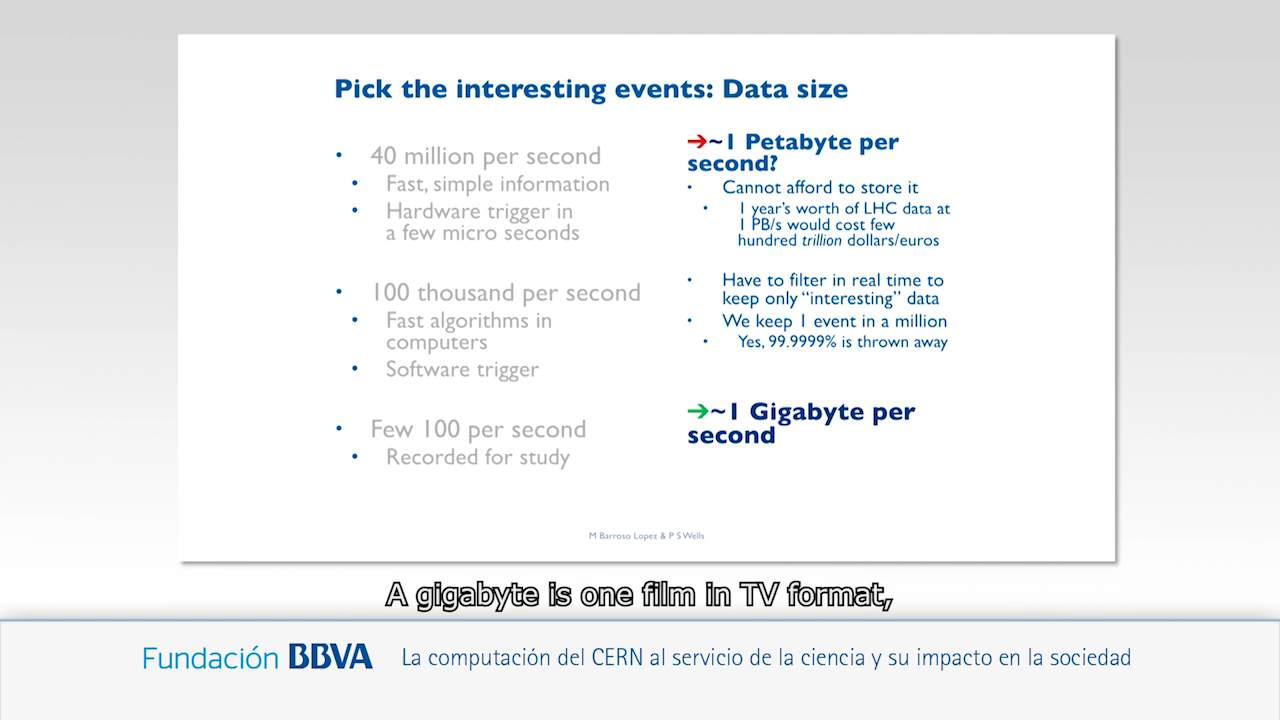 Pick the interesting events: Data size
• 40 million per second
• Fast, simple information
• Hardware trigger in
a few micro seconds
• 100 thousand per second
• Fast algorithms in
computers
• Software trigger
• Few 100 per second
• Recorded for study
➔~1 Petabyte per
second?
• Cannot afford to store it
• 1 year's worth of LHC data at
1 PB/s would cost few
hundred trillion dollars/euros
• Have to filter in real time to
keep only “interesting” data
• We keep 1 event in a million
• Yes, 99.9999% is thrown away
➔~1 Gigabyte per
second
M Barroso Lopez & P S Wells
A gigabyte is one film in TV format,
Fundación BBVA La computación del CERN al servicio de la ciencia y su impacto en la sociedad